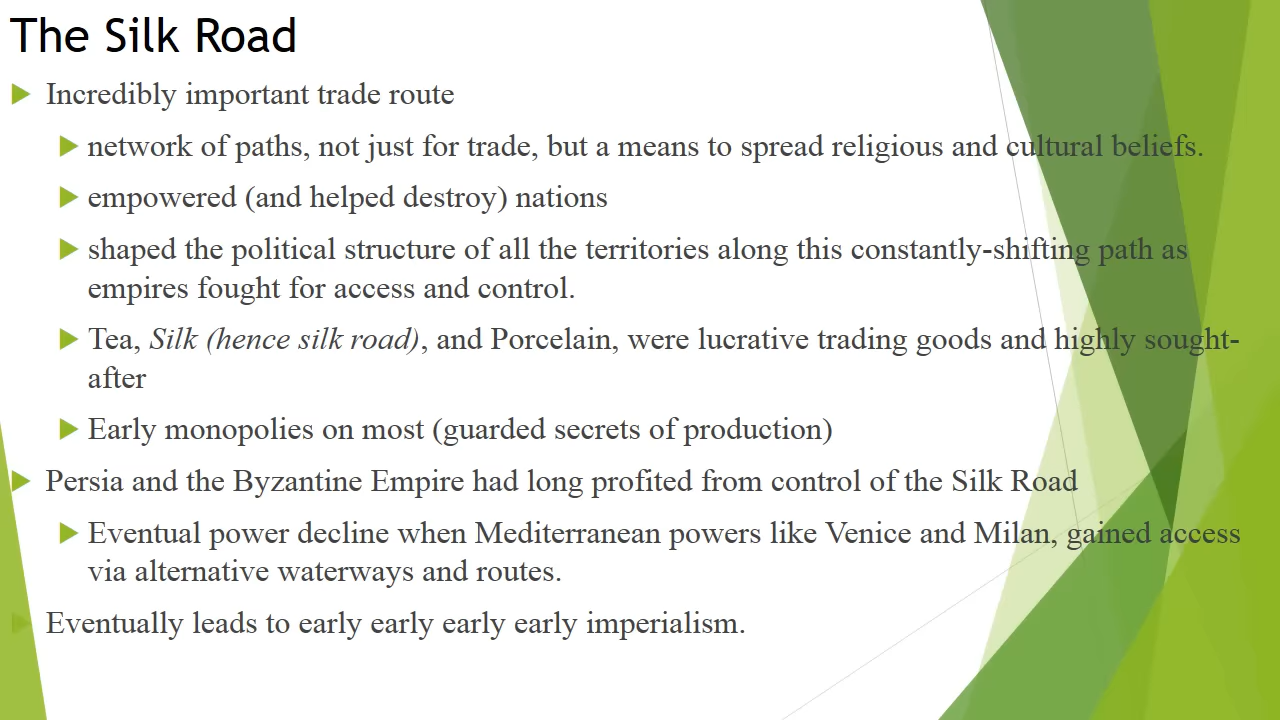 The Silk Road
Incredibly important trade route
network of paths, not just for trade, but a means to spread religious and cultural beliefs.
empowered (and helped destroy) nations
shaped the political structure of all the territories along this constantly-shifting path as
empires fought for access and control.
Tea, Silk (hence silk road), and Porcelain, were lucrative trading goods and highly sought-
after
Early monopolies on most (guarded secrets of production)
Persia and the Byzantine Empire had long profited from control of the Silk Road
Eventual power decline when Mediterranean powers like Venice and Milan, gained access
via alternative waterways and routes.
Eventually leads to early early early early imperialism.